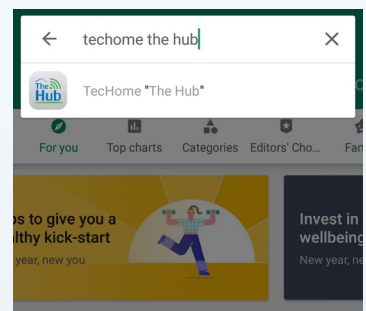 techome the hub
The Hub
TecHome "The Hub"
For you Top charts Categories Editors' Cho... Fam
os to give you a
lthy kick-start
year, new you
Invest in
wellbeing
New year, ne